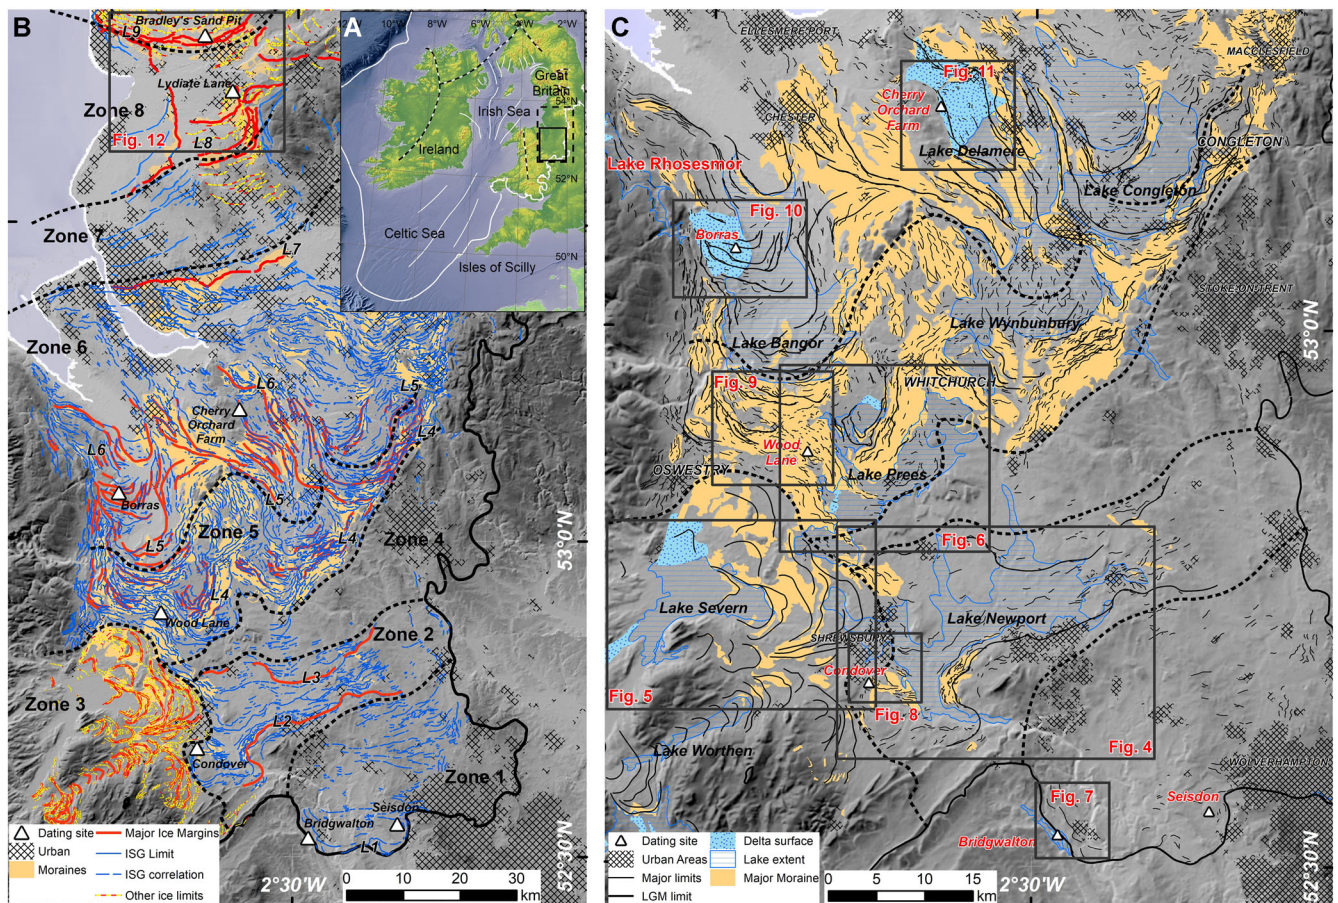 B
L9
Bradley's Sand Pit
Lydiate Lane
Zone 8
Fig. 12
L8
Zone 7
L7
Zone 6
L6
L5
Cherry
Orchard
Farm
L4
L6
Borras
L5
Zone 5
L5
L4
Zone 4
L4
Wood Lane
Zone 2
L3
Zone 3
L2
Condover
Zone 1
Bridgwalton
Seisdon
L1
53°0'N
52°30'N
2°30'W
Dating site
Urban
Moraines
Major Ice Margins
ISG Limit
ISG correlation
Other ice limits
0 10 20 30
km
A
12°W
10°W
8°W
6°W
4°W
2°W
Great
Britain
54°N
Irish Sea
Ireland
52°N
Celtic Sea
50°N
Isles of Scilly
C
ELLESMERE PORT
MACCLESFIELD
Fig. 11
Cherry
Orchard
Farm
CHESTER
Lake Delamere
CONGLETON
Lake Rhosesmor
Lake Congleton
Fig. 10
Borras
STOKE-ON-TRENT
Lake Wynbunbury
Lake Bangor
53°0'N
Fig. 9
WHITCHURCH
Wood
Lane
OSWESTRY
Lake Prees
Fig. 6
Lake Severn
Lake Newport
SHREWSBURY
Condover
Fig. 5
Fig. 8
Lake Worthen
Fig. 4
WOLVERHAMPTON
Fig. 7
Seisdon
Bridgwalton
52°30'N
2°30'W
Dating site
Urban Areas
Major limits
LGM limit
Delta surface
Lake extent
Major Moraine
0 5 10 15
km